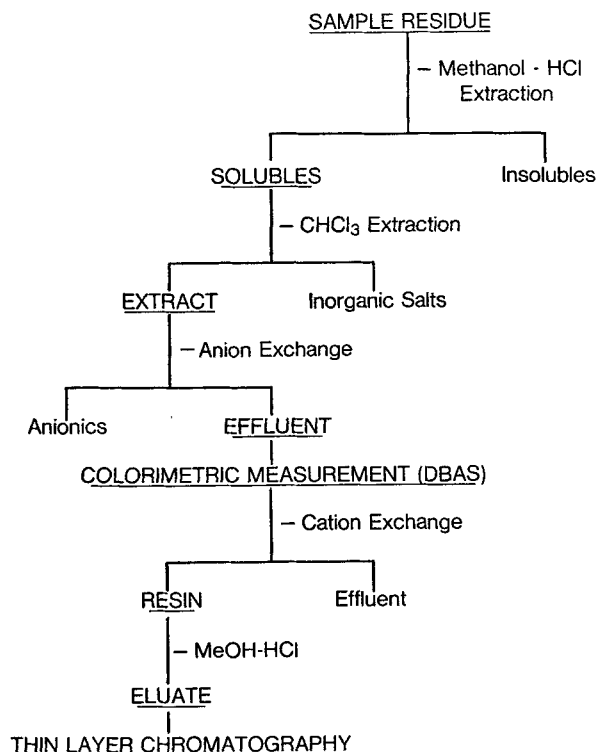 SAMPLE RESIDUE
– Methanol - HCl
Extraction
SOLUBLES
Insolubles
– CHCl₃ Extraction
EXTRACT
Inorganic Salts
– Anion Exchange
Anionics
EFFLUENT
COLORIMETRIC MEASUREMENT (DBAS)
– Cation Exchange
RESIN
Effluent
– MeOH-HCl
ELUATE
THIN LAYER CHROMATOGRAPHY